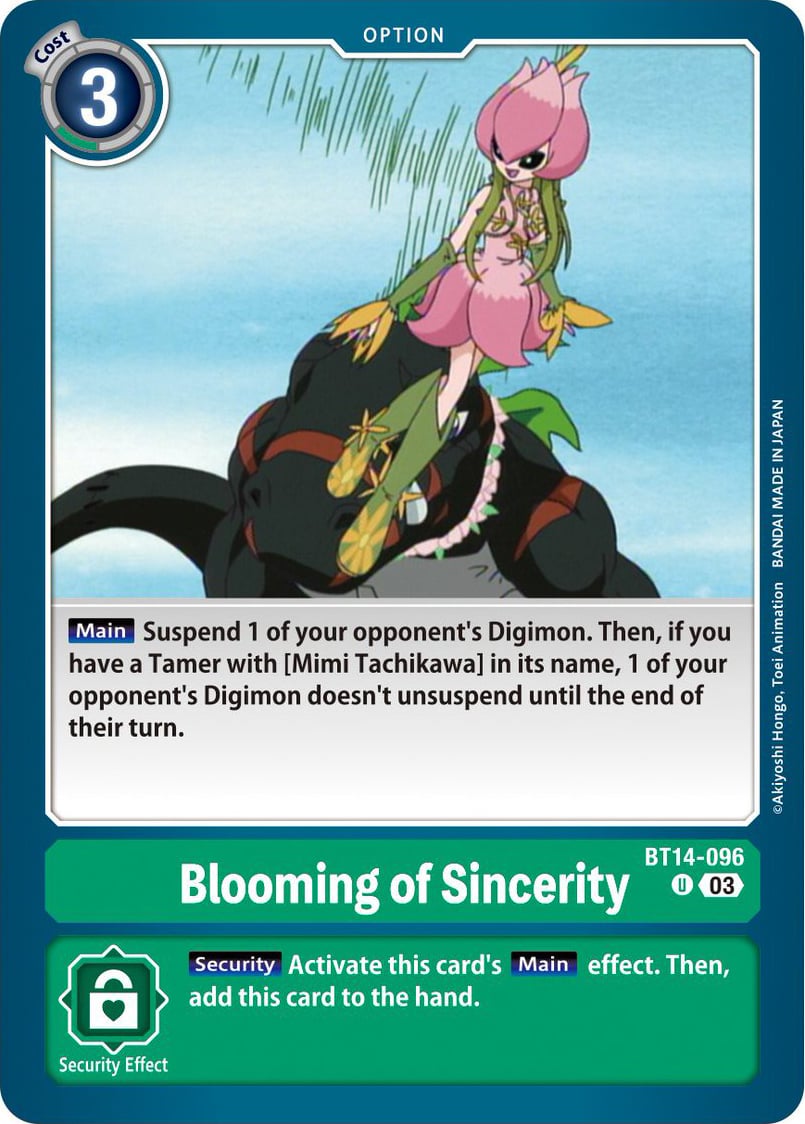 OPTION
Cost
3
Main Suspend 1 of your opponent's Digimon. Then, if you
have a Tamer with [Mimi Tachikawa] in its name, 1 of your
opponent's Digimon doesn't unsuspend until the end of
their turn.
©Akiyoshi Hongo, Toei Animation BANDAI MADE IN JAPAN
BT14-096
Blooming of Sincerity
U 03
Security Activate this card's Main effect. Then,
add this card to the hand.
Security Effect